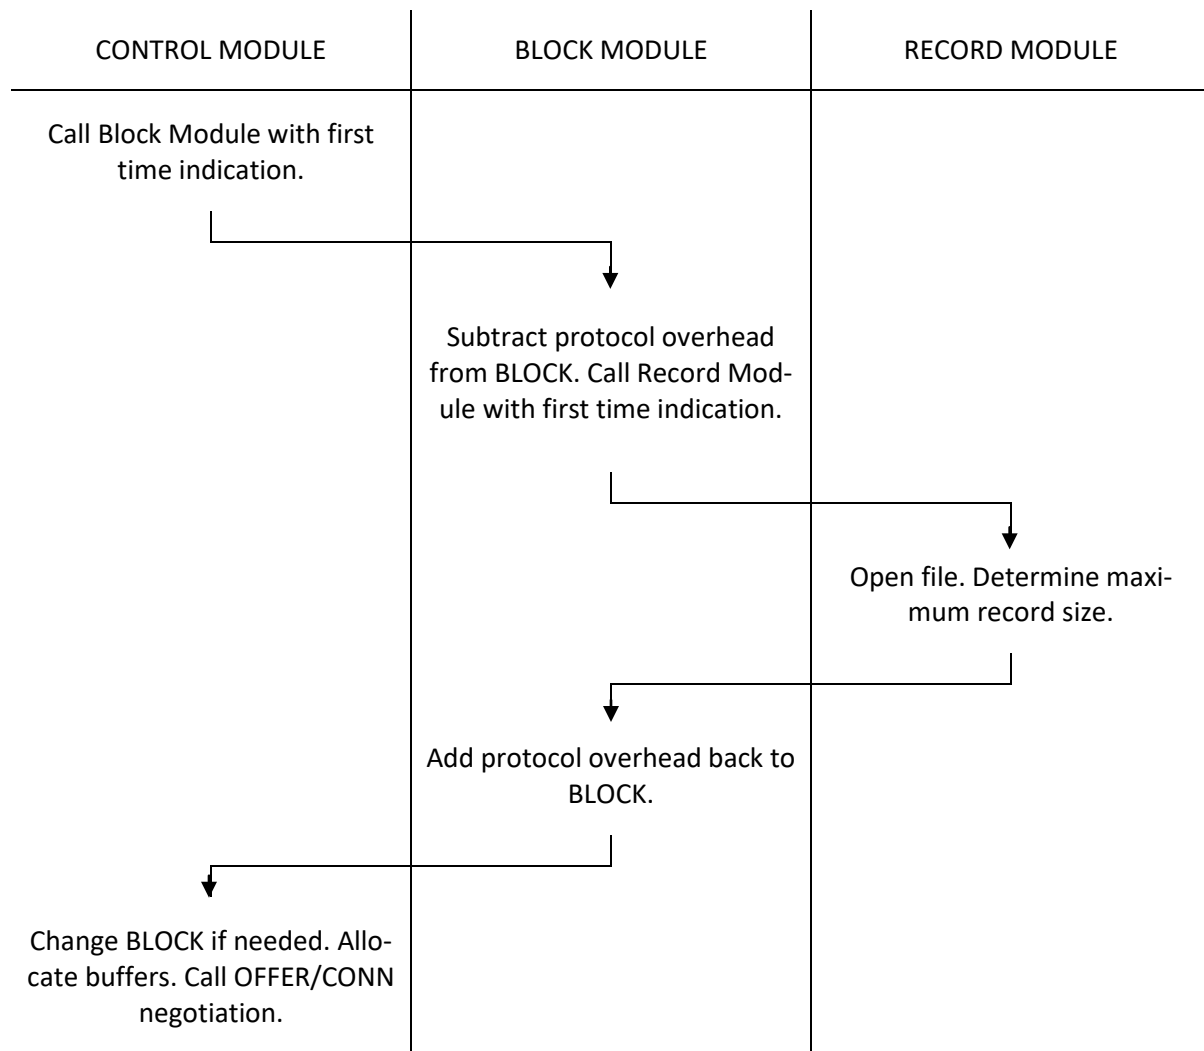 CONTROL MODULE
BLOCK MODULE
RECORD MODULE
Call Block Module with first
time indication.
Subtract protocol overhead
from BLOCK. Call Record Mod-
ule with first time indication.
Open file. Determine maxi-
mum record size.
Add protocol overhead back to
BLOCK.
Change BLOCK if needed. Allo-
cate buffers. Call OFFER/CONN
negotiation.